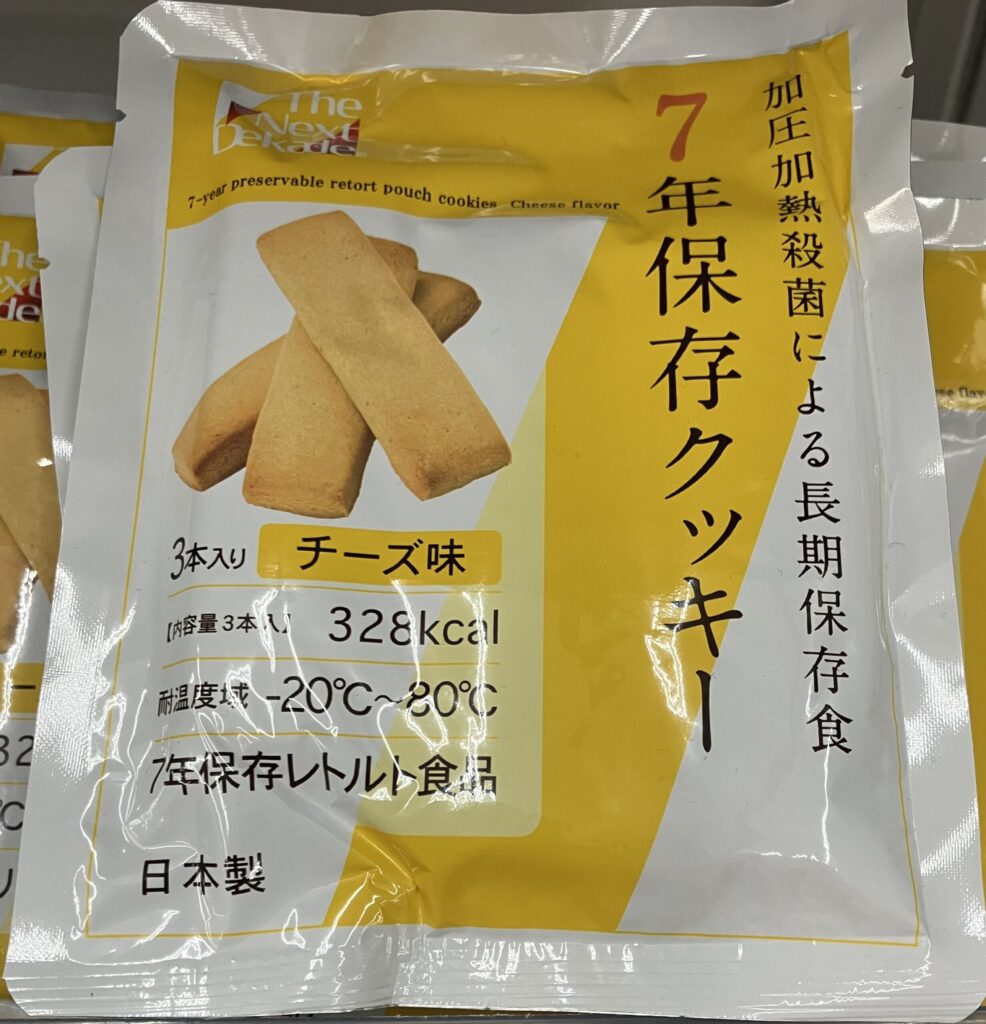 The
Next
Dekade
7-year preservable retort pouch cookies Cheese flavor
加圧加熱殺菌による長期保存食
7年保存クッキー
3本入り チーズ味
【内容量3本入】 328kcal
耐温度域 -20℃~80℃
7年保存レトルト食品
日本製